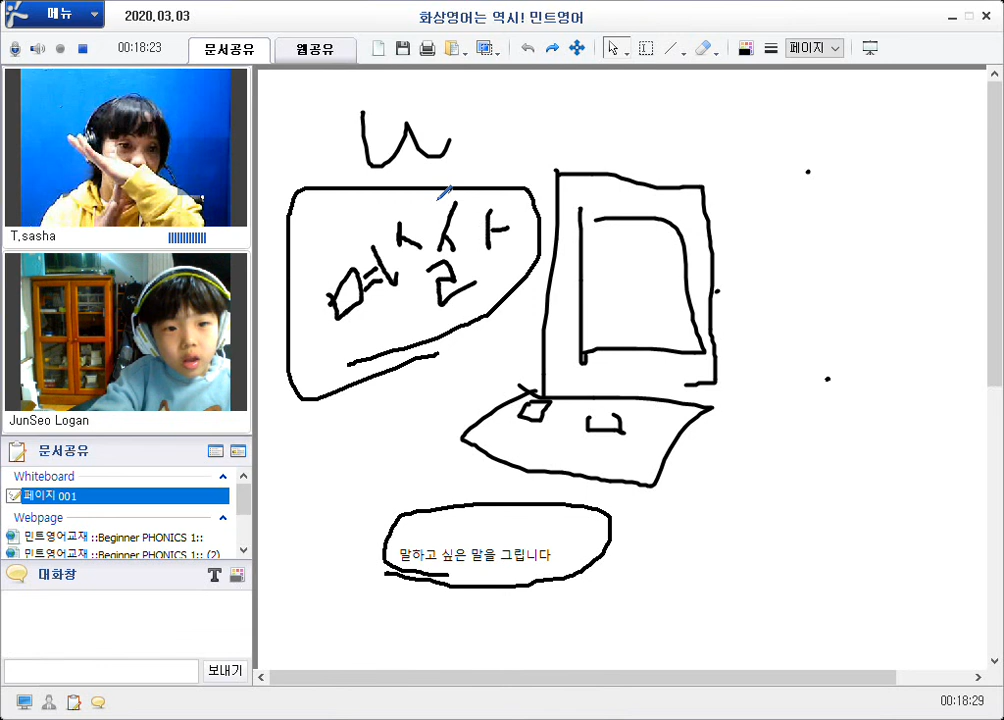 메뉴
2020,03,03
화상영어는 역시! 민트영어
00:18:23
문서공유
웹공유
페이지
T,sasha
JunSeo Logan
문서공유
Whiteboard
페이지 001
Webpage
민트영어교재 ::Beginner PHONICS 1::
민트영어교재 ::Beginner PHONICS 1:: (2)
대화창
T
보내기
W
말하고 싶은 말을 그립니다
00:18:29